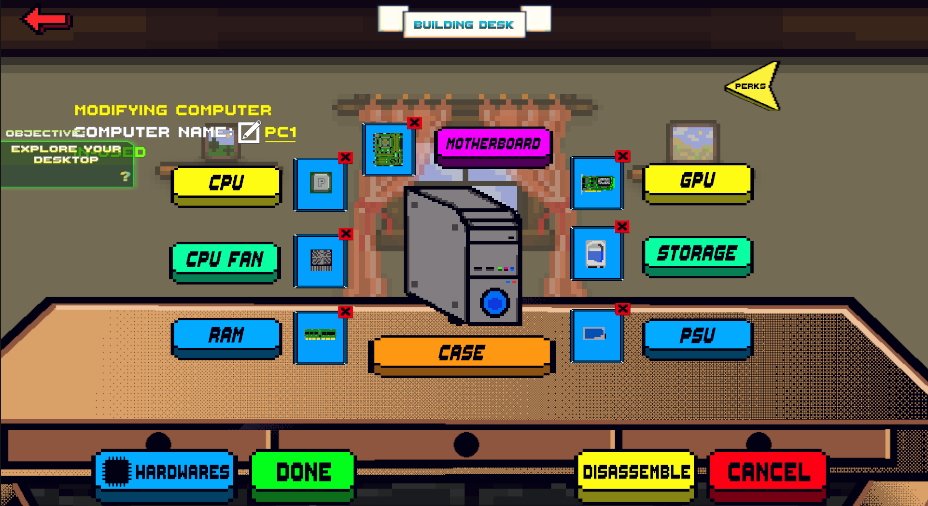 BUILDING DESK
PERKS
MODIFYING COMPUTER
COMPUTER NAME: PC1
OBJECTIVE
EXPLORE YOUR
DESKTOP
?
MOTHERBOARD
CPU
GPU
CPU FAN
STORAGE
RAM
PSU
CASE
HARDWARES
DONE
DISASSEMBLE
CANCEL